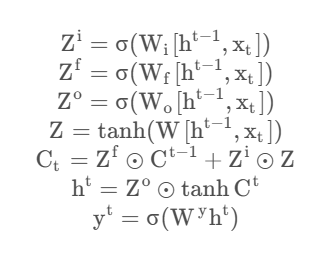 Zⁱ = σ(Wᵢ[hᵗ⁻¹, xₜ])
Zᶠ = σ(W_f[hᵗ⁻¹, xₜ])
Zᵒ = σ(Wₒ[hᵗ⁻¹, xₜ])
Z = tanh(W[hᵗ⁻¹, xₜ])
Cₜ = Zᶠ ⊙ Cᵗ⁻¹ + Zⁱ ⊙ Z
hᵗ = Zᵒ ⊙ tanh Cᵗ
yᵗ = σ(Wʸhᵗ)